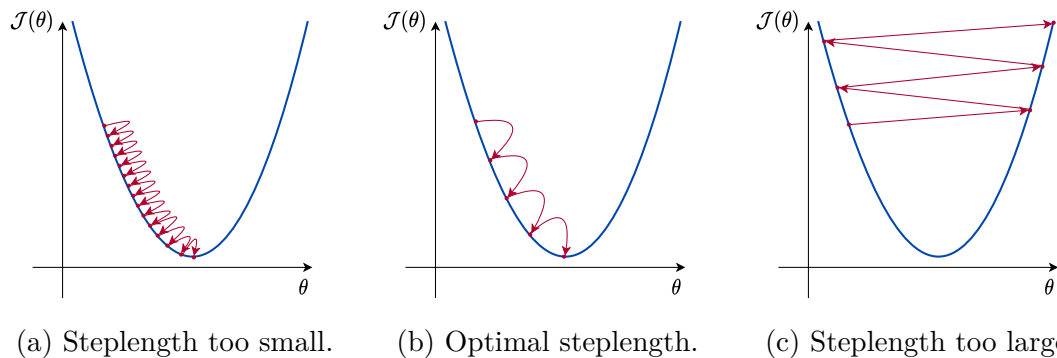 𝒥(θ) 𝒥(θ) 𝒥(θ)
θ θ θ
(a) Steplength too small. (b) Optimal steplength. (c) Steplength too larg